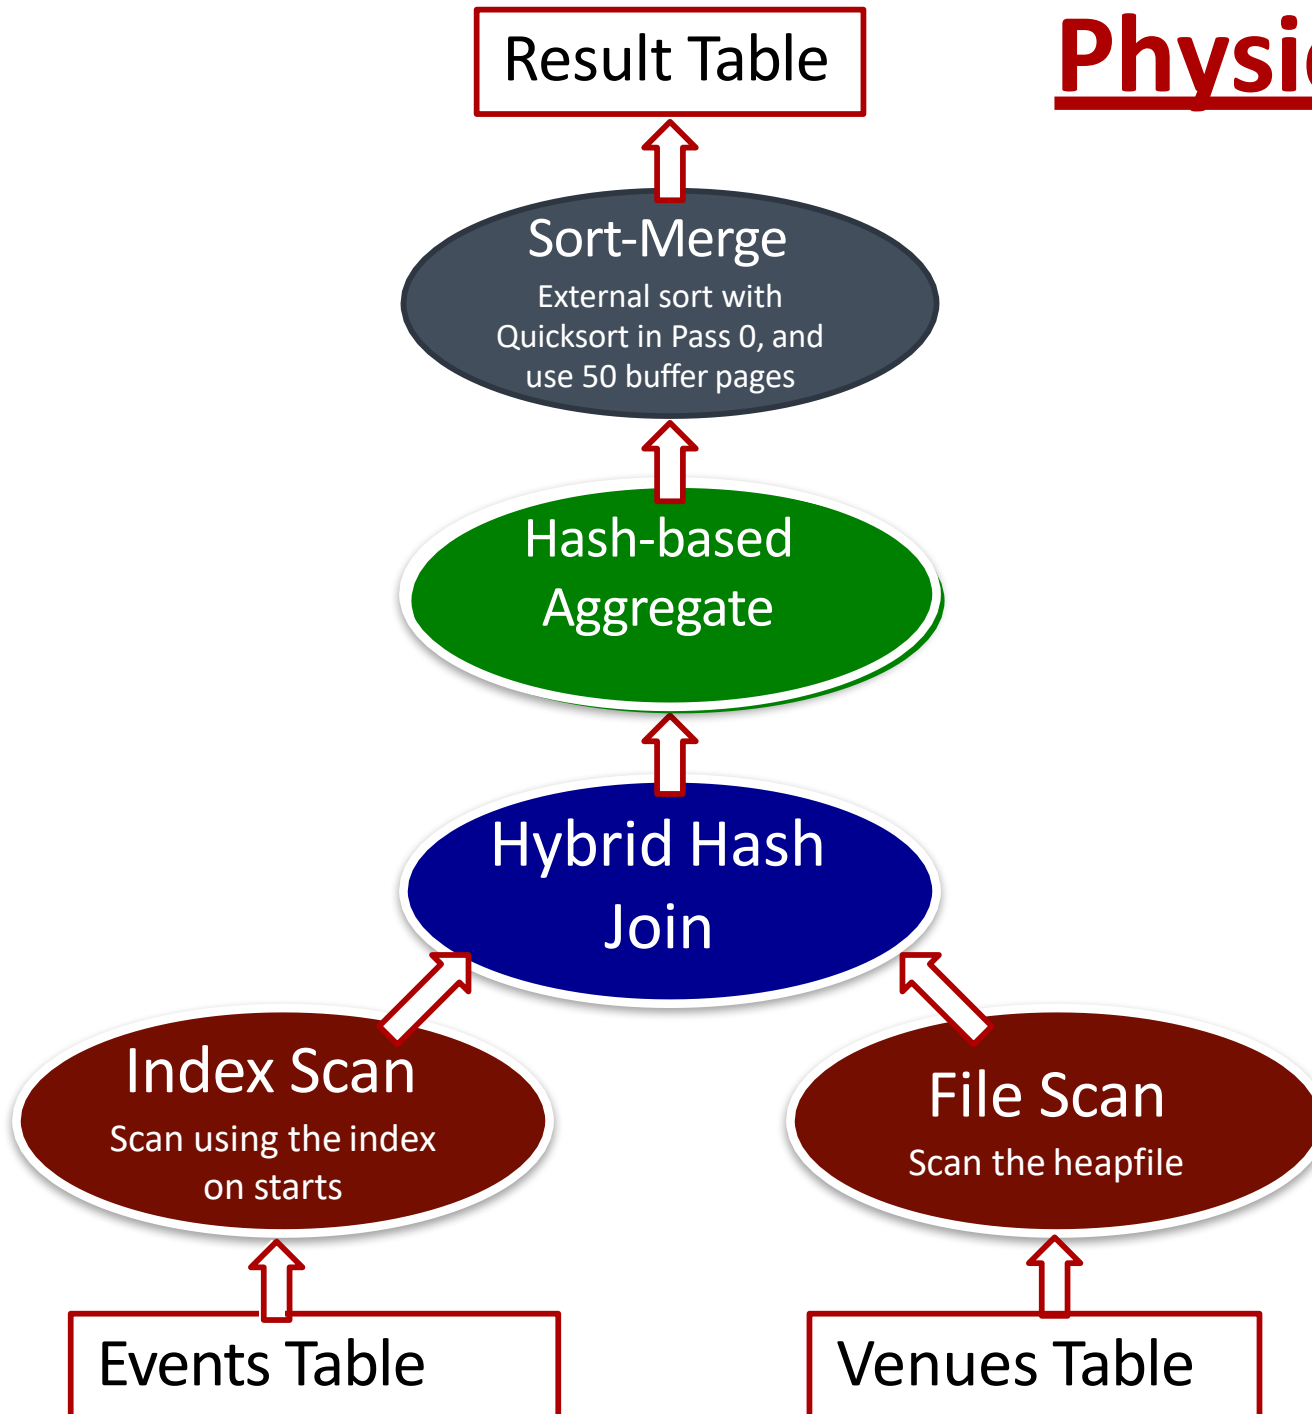 Result Table
Sort-Merge
External sort with
Quicksort in Pass 0, and
use 50 buffer pages
Hash-based
Aggregate
Hybrid Hash
Join
Index Scan
Scan using the index
on starts
File Scan
Scan the heapfile
Events Table
Venues Table